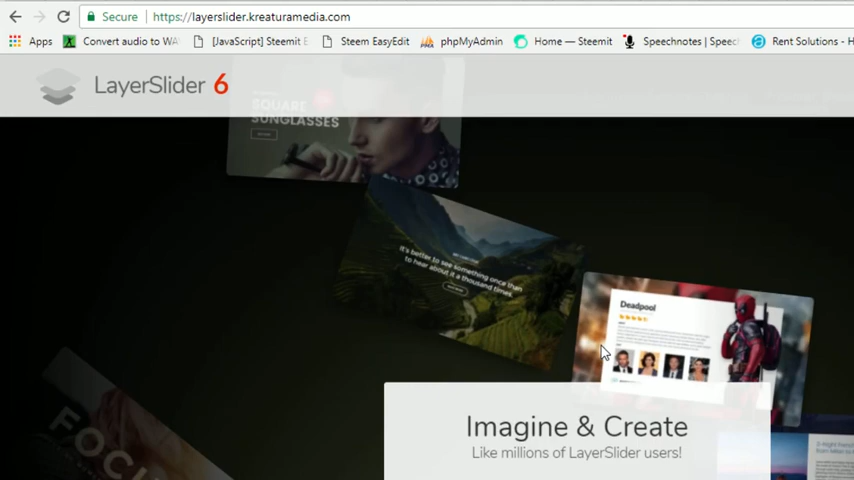 Secure https://layerslider.kreaturamedia.com
Apps Convert audio to WA [JavaScript] Steemit E Steem EasyEdit phpMyAdmin Home — Steemit Speechnotes | Speec Rent Solutions - H
LayerSlider 6
SQUARE
SUNGLASSES
It's better to see something once than
to hear about it a thousand times.
Deadpool
FOCU
Imagine & Create
Like millions of LayerSlider users!